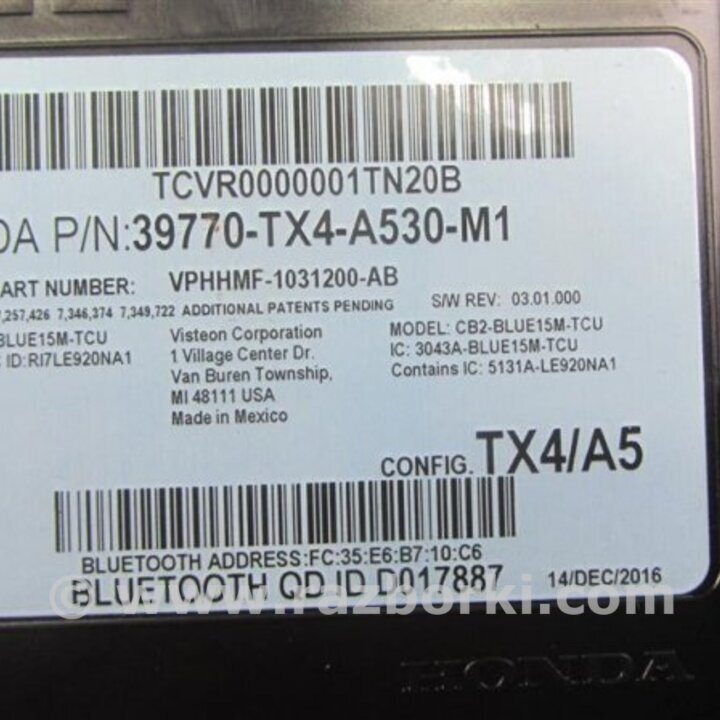 TCVR0000001TN20B
DA P/N:39770-TX4-A530-M1
ART NUMBER: VPHHMF-1031200-AB
,257,426 7,346,374 7,349,722 ADDITIONAL PATENTS PENDING
S/W REV: 03.01.000
BLUE15M-TCU
ID:RI7LE920NA1
Visteon Corporation
1 Village Center Dr.
Van Buren Township,
MI 48111 USA
Made in Mexico
MODEL: CB2-BLUE15M-TCU
IC: 3043A-BLUE15M-TCU
Contains IC: 5131A-LE920NA1
CONFIG. TX4/A5
BLUETOOTH ADDRESS:FC:35:E6:B7:10:C6
BLUETOOTH QD ID D017887
14/DEC/2016
© www.razborki.com
HONDA